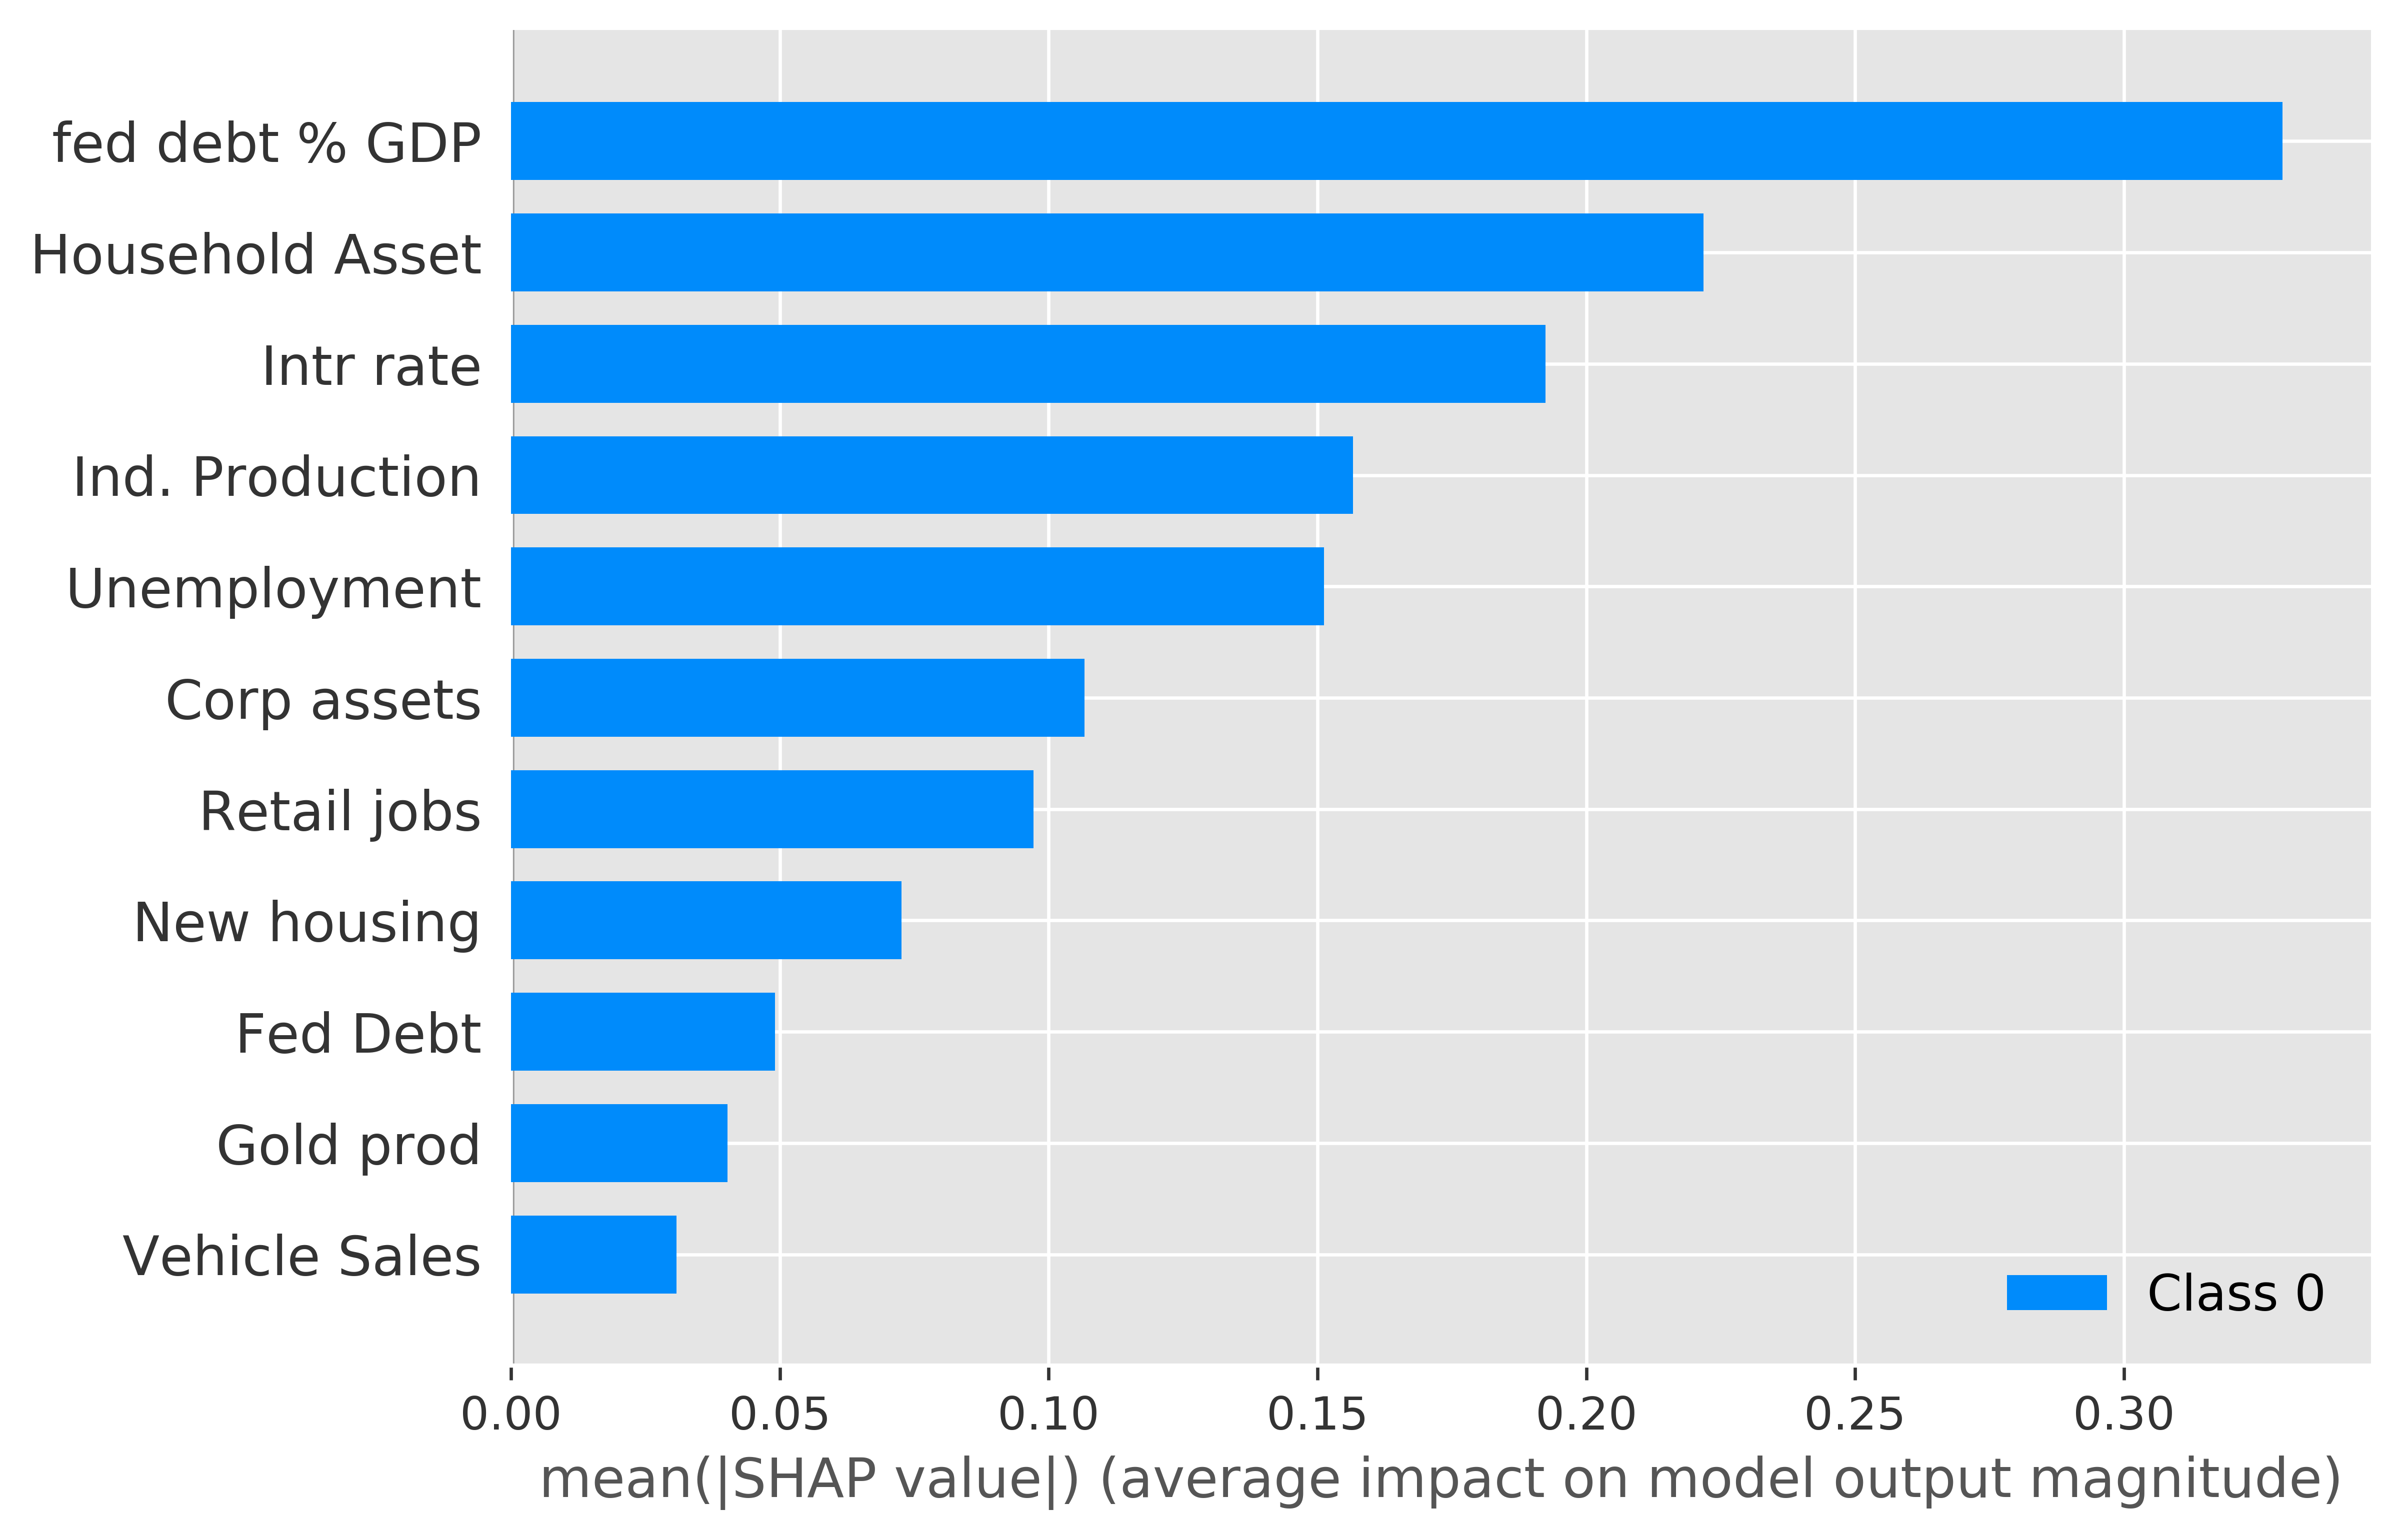 fed debt % GDP
Household Asset
Intr rate
Ind. Production
Unemployment
Corp assets
Retail jobs
New housing
Fed Debt
Gold prod
Vehicle Sales
Class 0
0.00 0.05 0.10 0.15 0.20 0.25 0.30
mean(|SHAP value|) (average impact on model output magnitude)